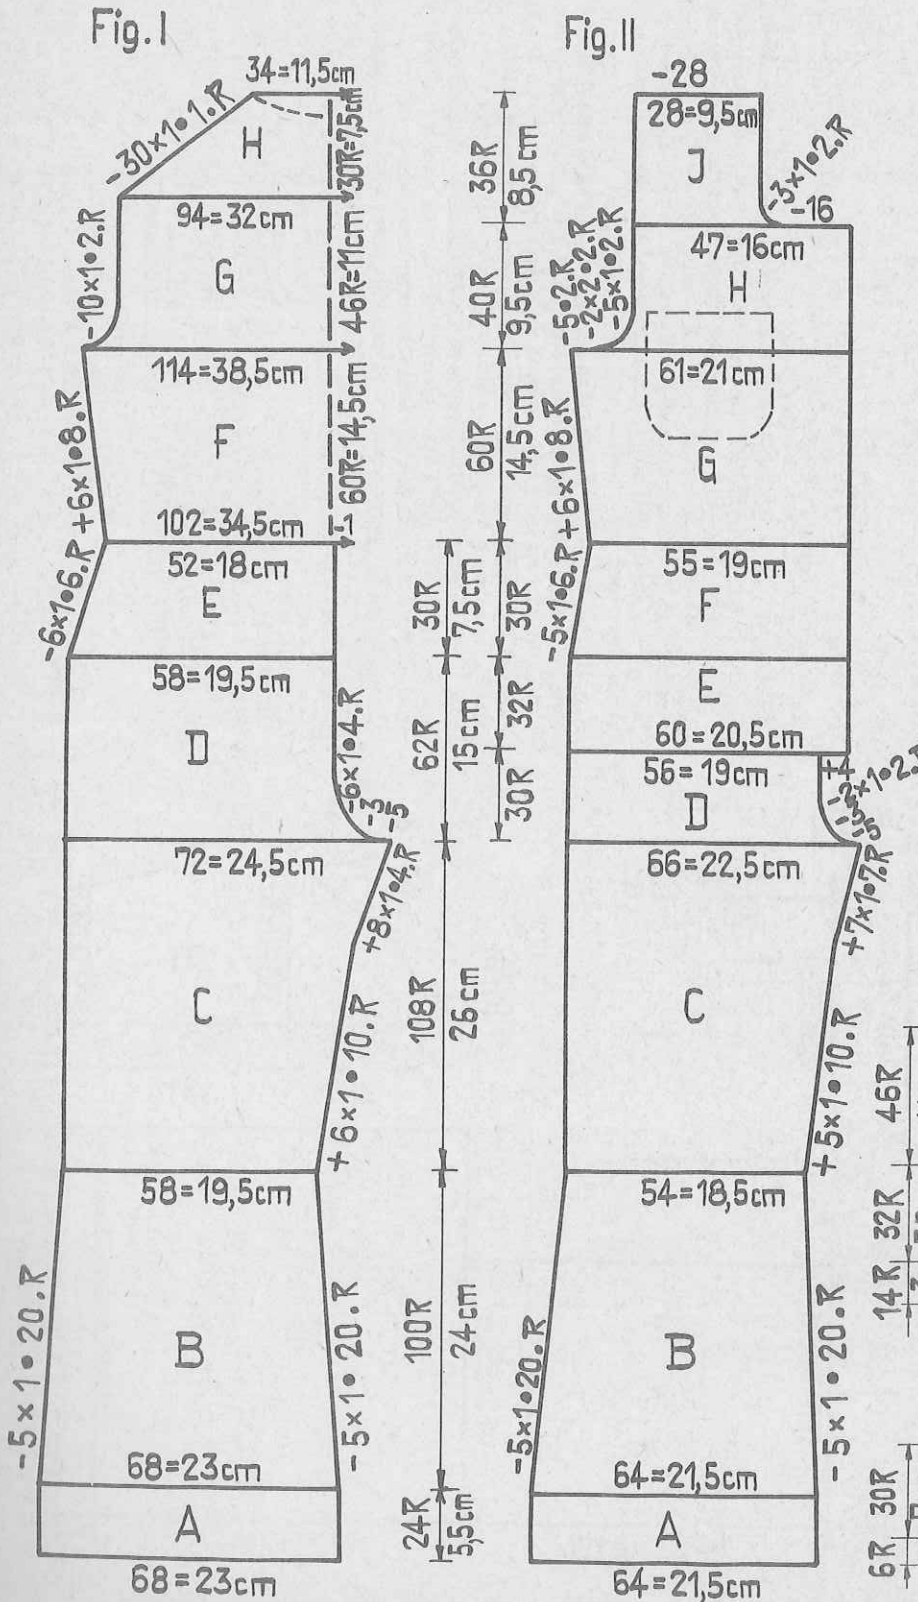 Fig.I
34=11,5cm
-30×1•1.R
H
30R=7,5cm
94=32cm
-10×1•2.R
G
46R=11cm
114=38,5cm
+6×1•8.R
F
60R=14,5cm
102=34,5cm
-1
52=18cm
-6×1•6.R
E
58=19,5cm
D
-6×1•4.R
-3
-5
72=24,5cm
+8×1•4.R
C
+6×1•10.R
58=19,5cm
-5×1•20.R
B
-5×1•20.R
68=23cm
A
68=23cm
30R
7,5cm
62R
15cm
108R
26cm
100R
24cm
24R
5,5cm
Fig.II
-28
28=9,5cm
J
-3×1•2.R
-16
36R
8,5cm
47=16cm
H
-5•2.R
-2×2•2.R
-5×1•2.R
40R
9,5cm
61=21cm
G
+6×1•8.R
60R
14,5cm
55=19cm
F
-5×1•6.R
30R
E
32R
60=20,5cm
+4
56=19cm
D
30R
66=22,5cm
+7×1•7.R
C
+5×1•10.R
54=18,5cm
-5×1•20.R
B
-5×1•20.R
64=21,5cm
A
64=21,5cm
46R
32R
14R
30R
6R